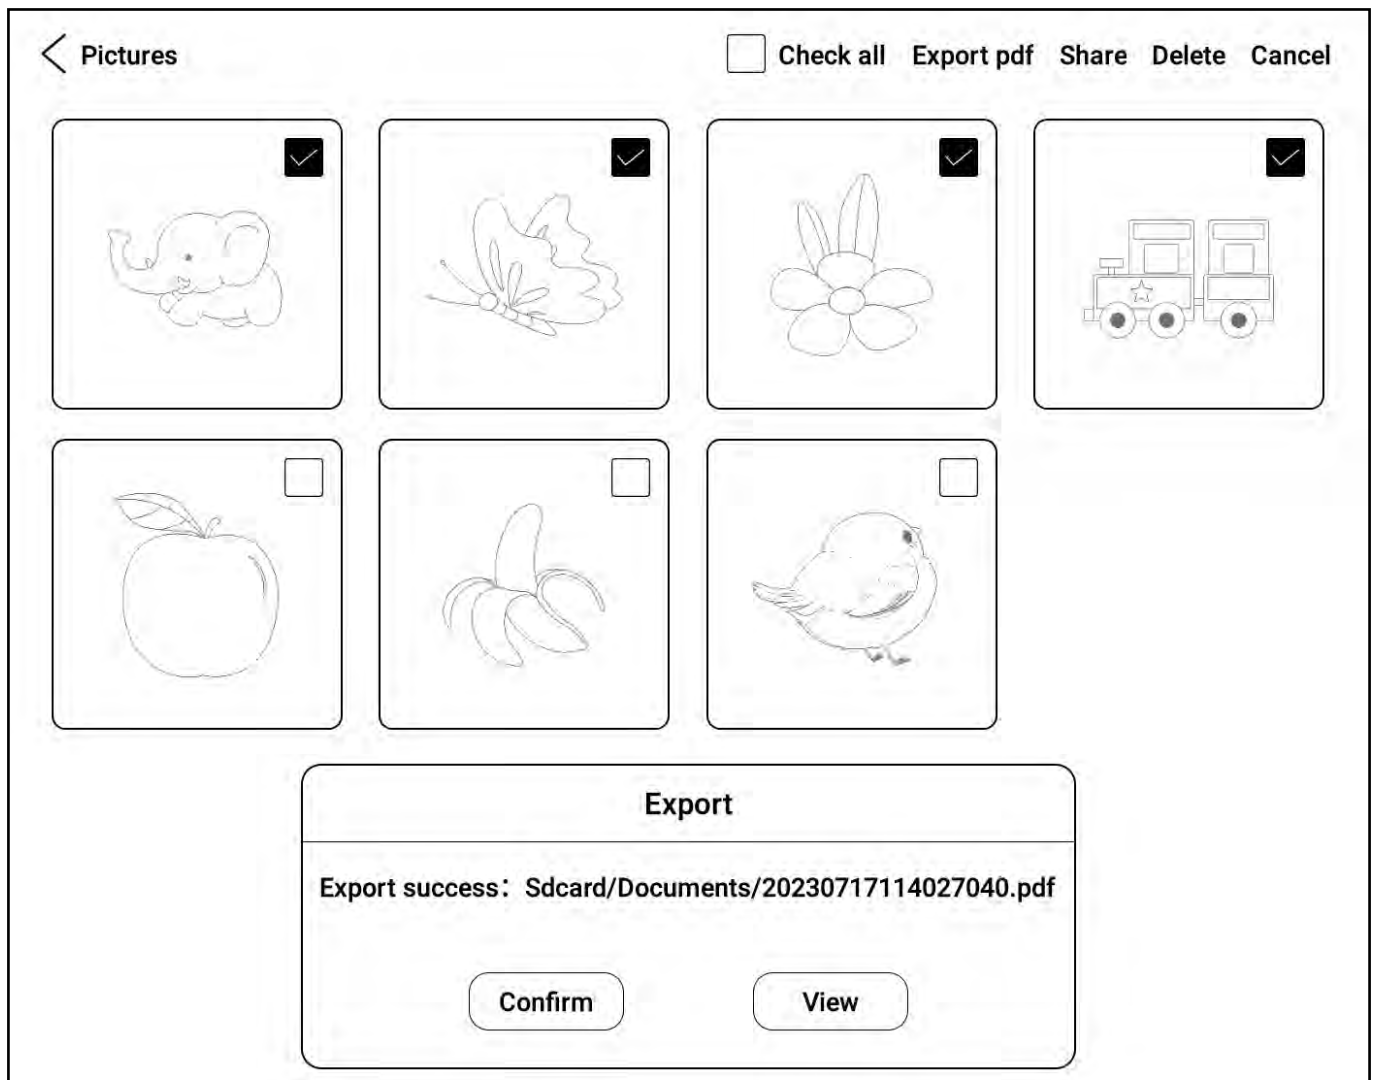 Pictures
Check all Export pdf Share Delete Cancel
Export
Export success： Sdcard/Documents/20230717114027040.pdf
Confirm View